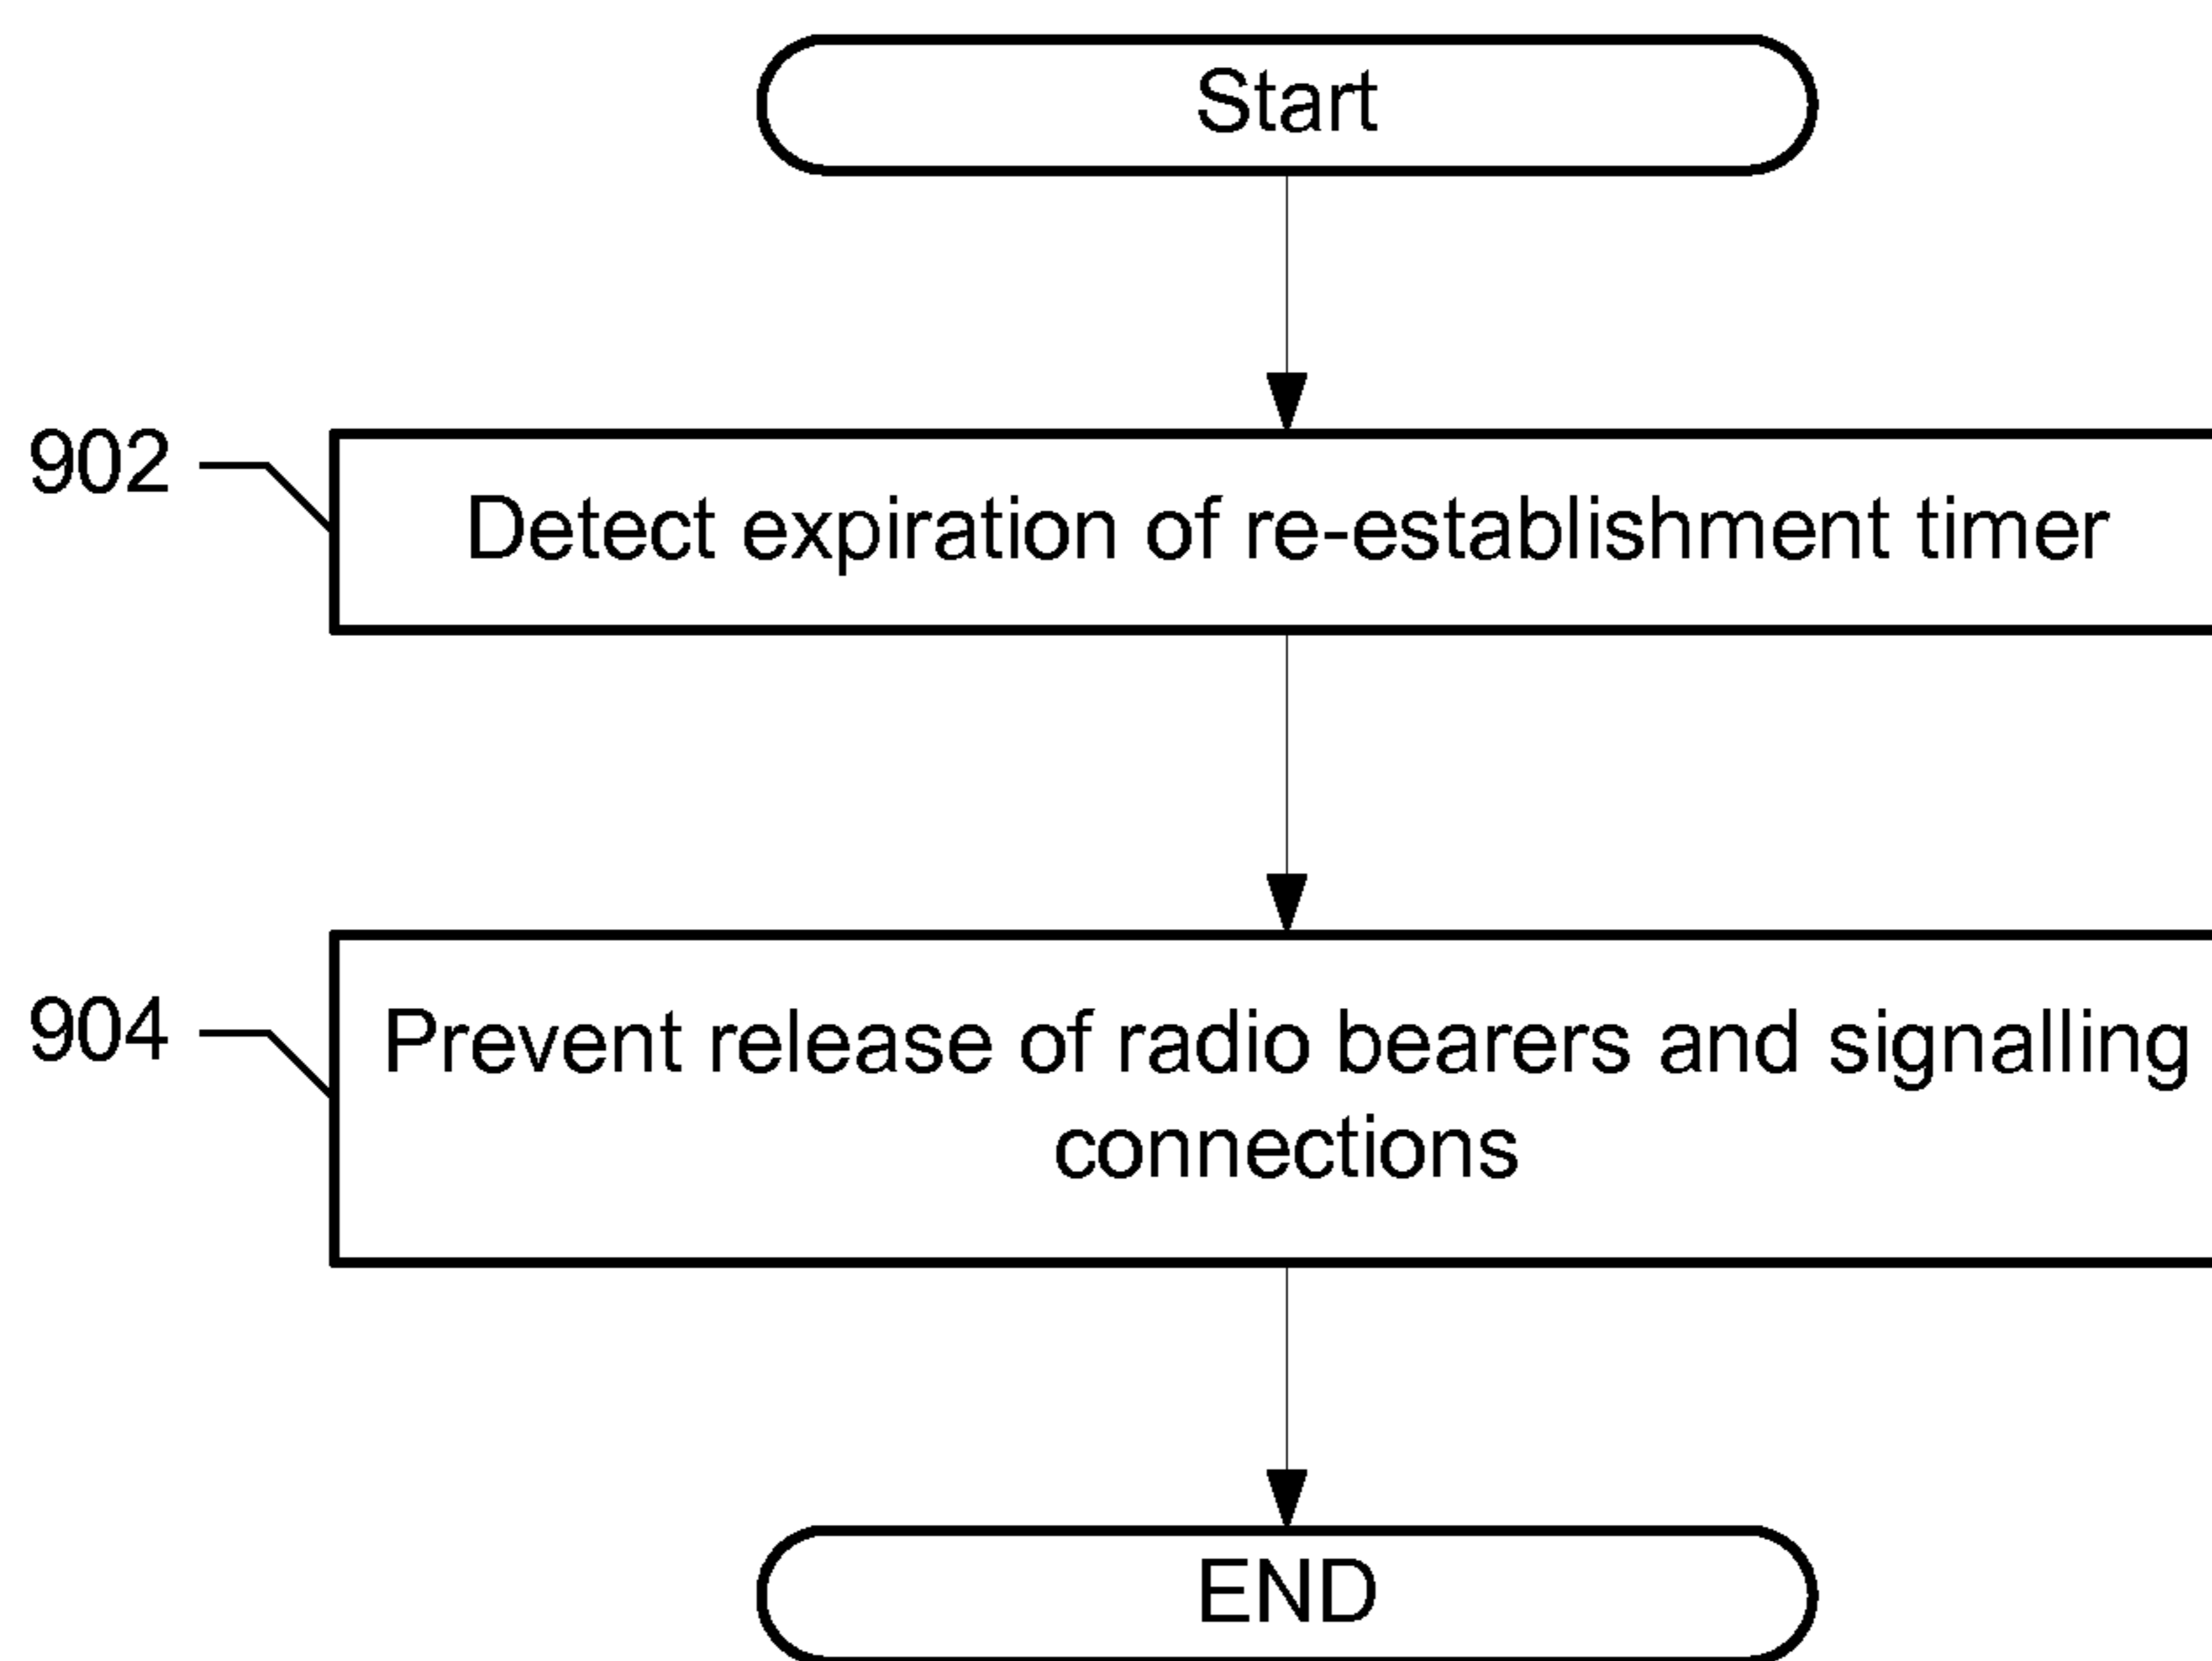 Start
902
Detect expiration of re-establishment timer
904
Prevent release of radio bearers and signalling
connections
END